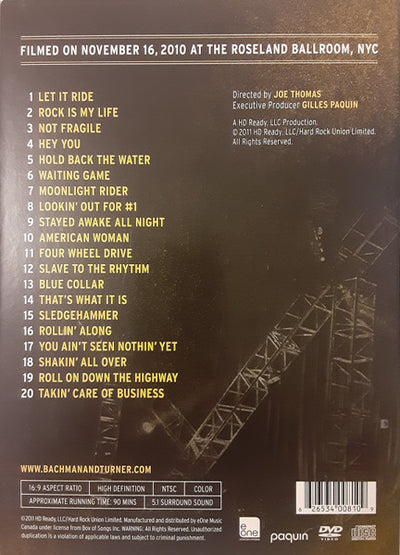 FILMED ON NOVEMBER 16, 2010 AT THE ROSELAND BALLROOM, NYC
1 LET IT RIDE
2 ROCK IS MY LIFE
3 NOT FRAGILE
4 HEY YOU
5 HOLD BACK THE WATER
6 WAITING GAME
7 MOONLIGHT RIDER
8 LOOKIN' OUT FOR #1
9 STAYED AWAKE ALL NIGHT
10 AMERICAN WOMAN
11 FOUR WHEEL DRIVE
12 SLAVE TO THE RHYTHM
13 BLUE COLLAR
14 THAT'S WHAT IT IS
15 SLEDGEHAMMER
16 ROLLIN' ALONG
17 YOU AIN'T SEEN NOTHIN' YET
18 SHAKIN' ALL OVER
19 ROLL ON DOWN THE HIGHWAY
20 TAKIN' CARE OF BUSINESS
Directed by JOE THOMAS
Executive Producer GILLES PAQUIN
A HD Ready, LLC Production.
© 2011 HD Ready, LLC/Hard Rock Union Limited.
All Rights Reserved.
WWW.BACHMANANDTURNER.COM
16:9 ASPECT RATIO HIGH DEFINITION NTSC COLOR
APPROXIMATE RUNNING TIME: 90 MINS 5.1 SURROUND SOUND
©2011 HD Ready, LLC/Hard Rock Union Limited. Manufactured and distributed by eOne Music
Canada under license from Box of Songs Inc. WARNING: All Rights Reserved. Unauthorized
duplication is a violation of applicable laws and subject to criminal punishment.
6 26534 00810 9
e one
paquin
DVD VIDEO